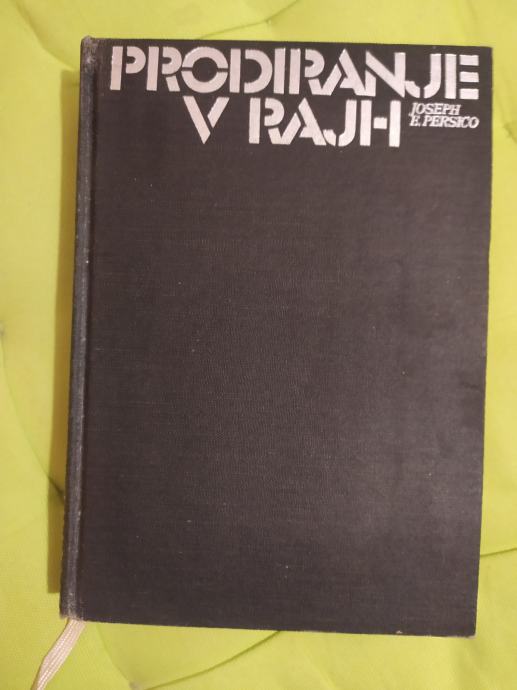 PRODIRANJE
V RAJH
JOSEPH
E. PERSICO